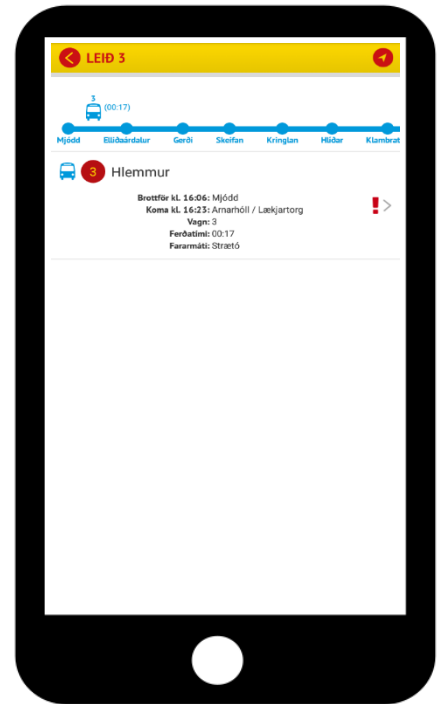 LEIÐ 3
3
(00:17)
Mjódd Elliðaárdalur Gerði Skeifan Kringlan Hlíðar Klambrat
3 Hlemmur
Brottför kl. 16:06: Mjódd
Koma kl. 16:23: Arnarhóll / Lækjartorg
Vagn: 3
Ferðatími: 00:17
Fararmáti: Strætó